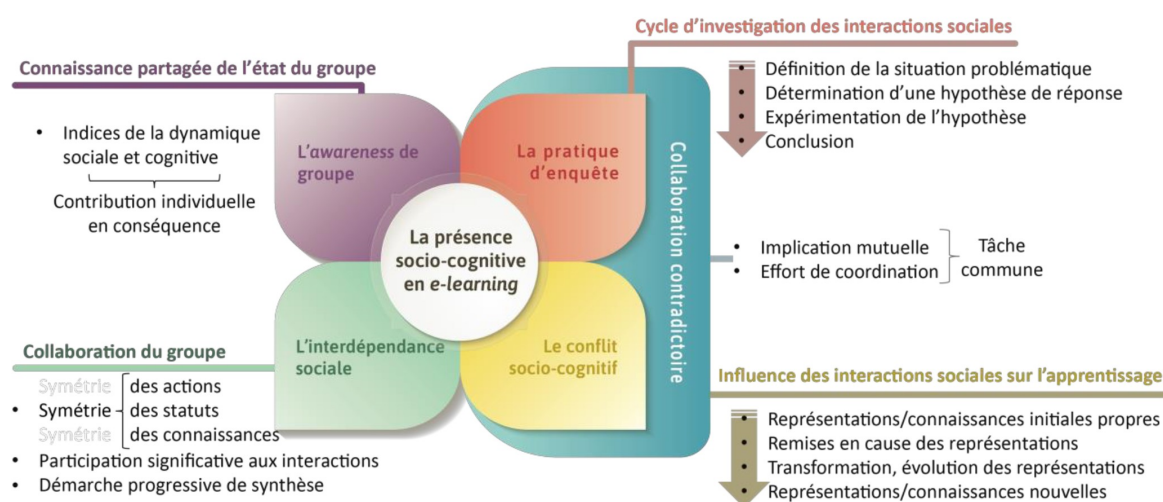 Cycle d'investigation des interactions sociales
Connaissance partagée de l'état du groupe
• Définition de la situation problématique
• Détermination d'une hypothèse de réponse
• Expérimentation de l'hypothèse
• Conclusion
• Indices de la dynamique
sociale et cognitive
Contribution individuelle
en conséquence
L'awareness de
groupe
La pratique
d'enquête
Collaboration contradictoire
La présence
socio-cognitive
en e-learning
• Implication mutuelle
• Effort de coordination
Tâche
commune
L'interdépendance
sociale
Le conflit
socio-cognitif
Collaboration du groupe
Symétrie des actions
• Symétrie des statuts
Symétrie des connaissances
• Participation significative aux interactions
• Démarche progressive de synthèse
Influence des interactions sociales sur l'apprentissage
• Représentations/connaissances initiales propres
• Remises en cause des représentations
• Transformation, évolution des représentations
• Représentations/connaissances nouvelles